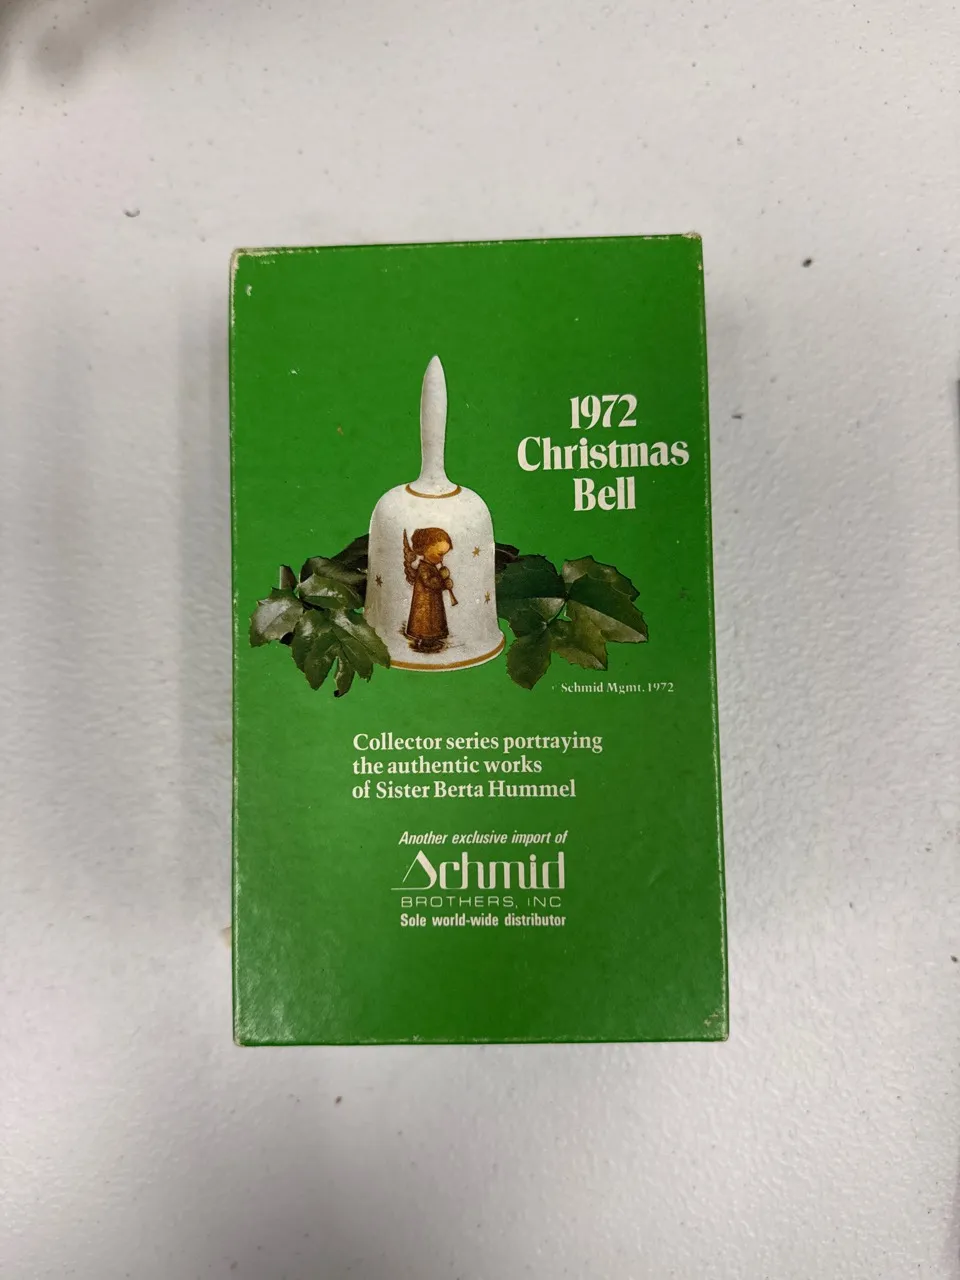 1972
Christmas
Bell
Schmid Mgmt. 1972
Collector series portraying
the authentic works
of Sister Berta Hummel
Another exclusive import of
Schmid
BROTHERS, INC
Sole world-wide distributor